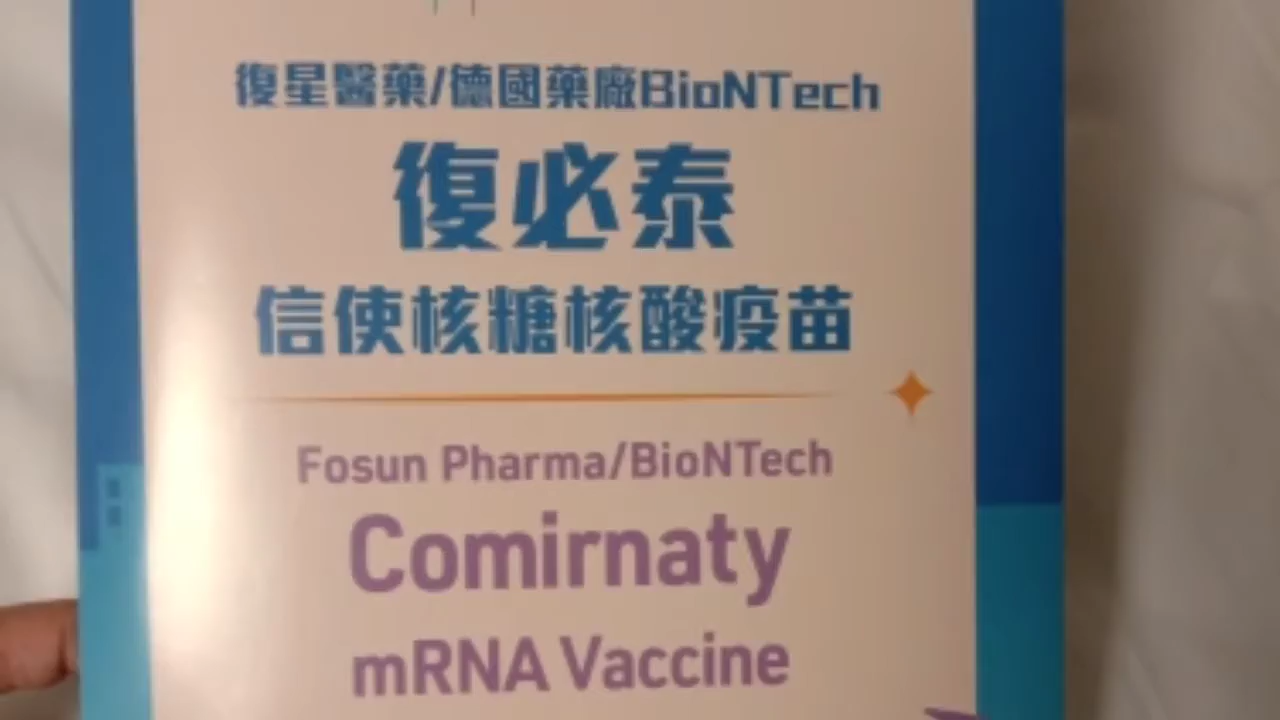 復星醫藥/德國藥廠BioNTech
復必泰
信使核糖核酸疫苗
Fosun Pharma/BioNTech
Comirnaty
mRNA Vaccine